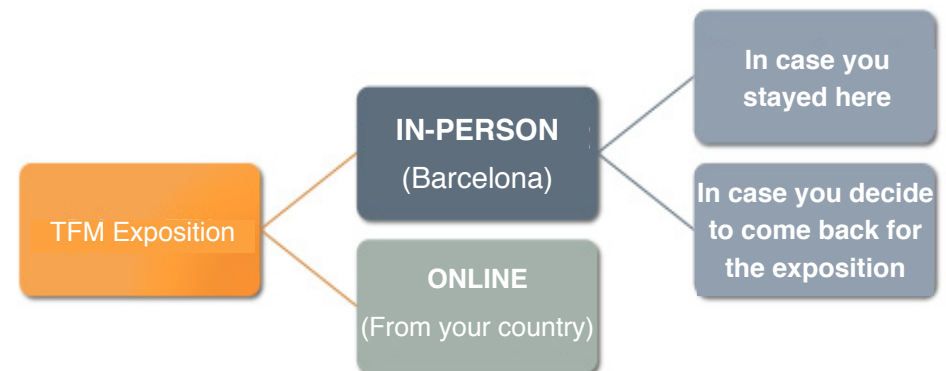 TFM Exposition
IN-PERSON
(Barcelona)
ONLINE
(From your country)
In case you
stayed here
In case you decide
to come back for
the exposition